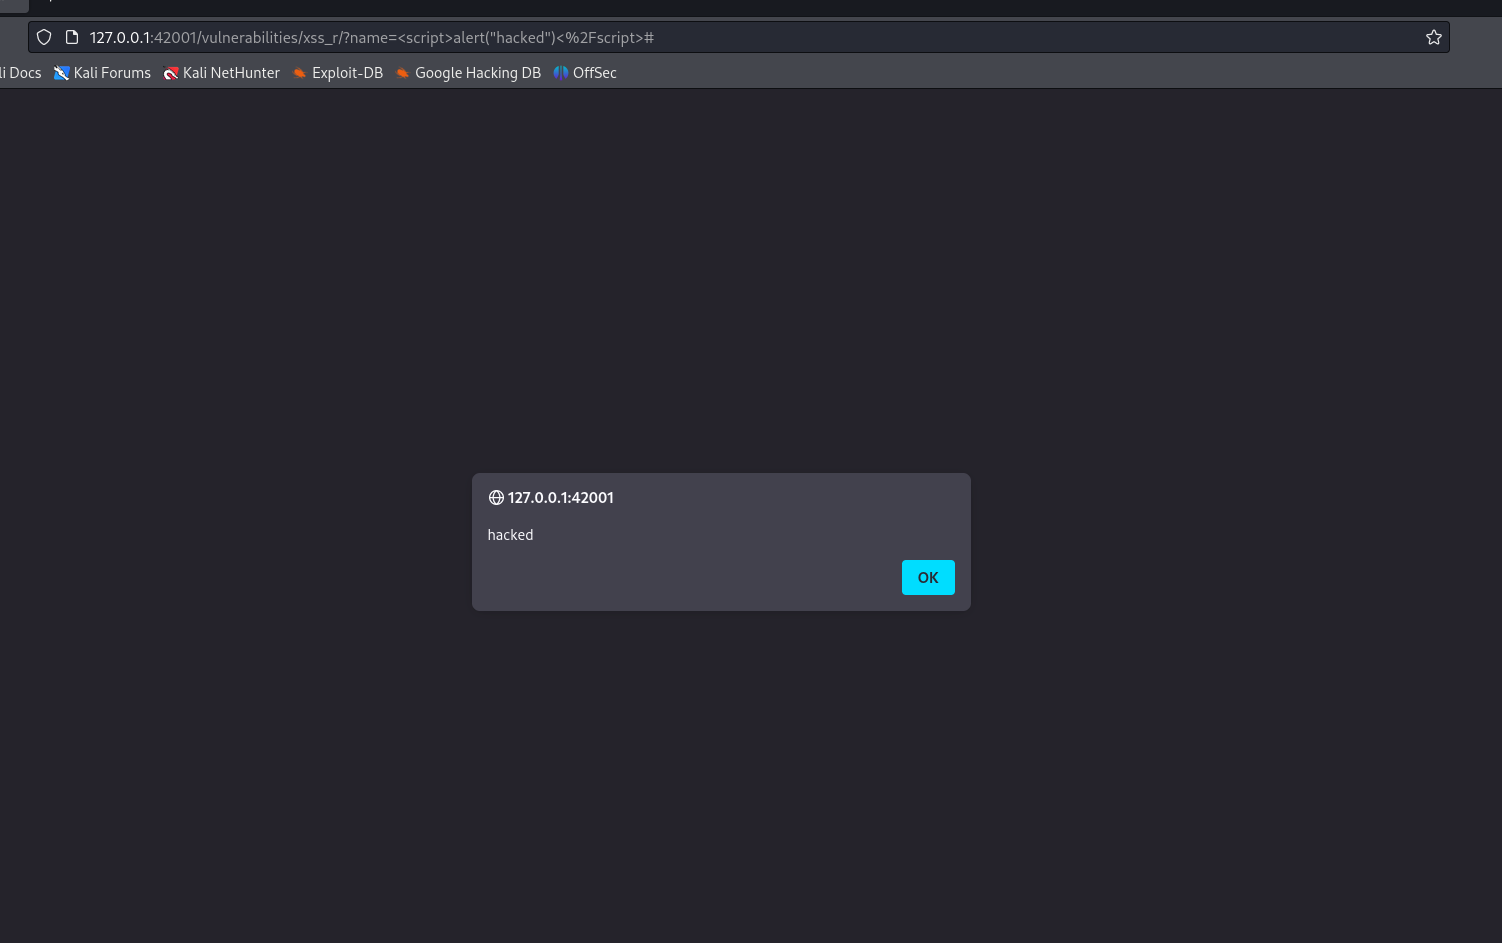 127.0.0.1:42001/vulnerabilities/xss_r/?name=<script>alert("hacked")<%2Fscript>#
li Docs Kali Forums Kali NetHunter Exploit-DB Google Hacking DB OffSec
127.0.0.1:42001
hacked
OK